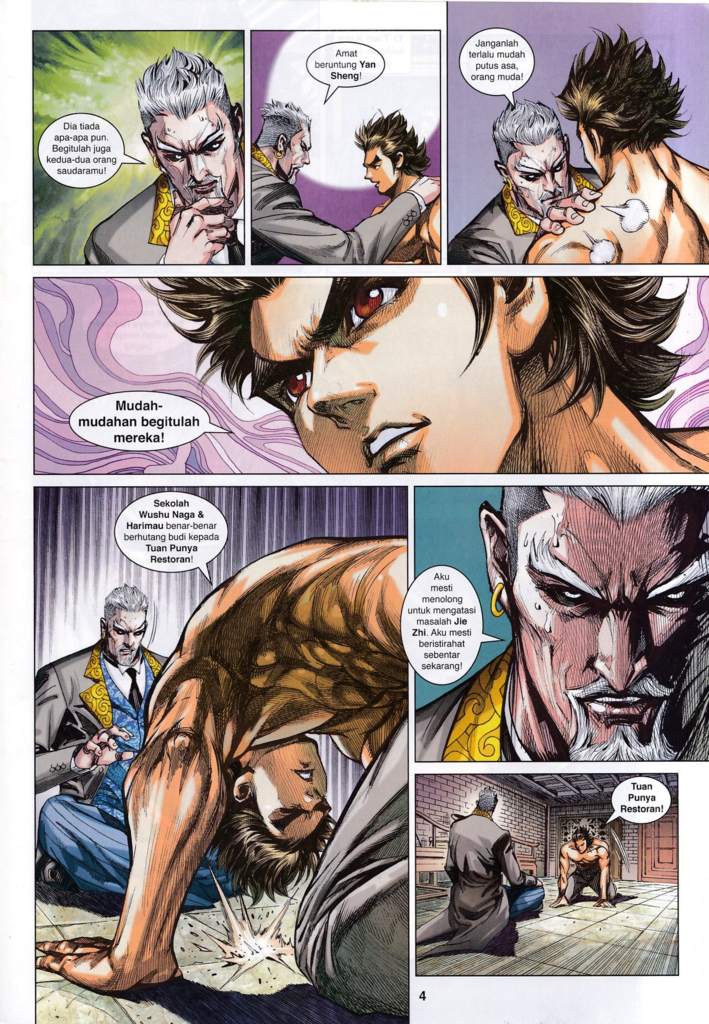 Dia tiada
apa-apa pun.
Begitulah juga
kedua-dua orang
saudaramu!
Amat
beruntung Yan
Sheng!
Janganlah
terlalu mudah
putus asa,
orang muda!
Mudah-
mudahan begitulah
mereka!
Sekolah
Wushu Naga &
Harimau benar-benar
berhutang budi kepada
Tuan Punya
Restoran!
Aku
mesti
menolong
untuk mengatasi
masalah Jie
Zhi. Aku mesti
beristirahat
sebentar
sekarang!
Tuan
Punya
Restoran!
4